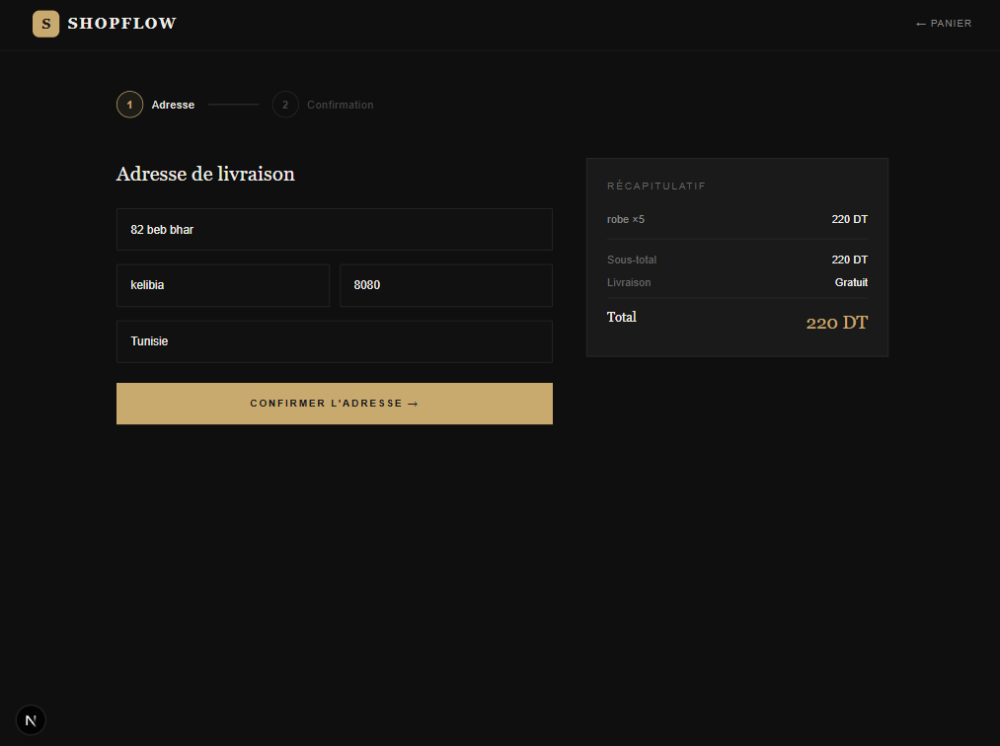 S SHOPFLOW
← PANIER
1 Adresse
2 Confirmation
Adresse de livraison
82 beb bhar
kelibia
8080
Tunisie
CONFIRMER L'ADRESSE →
RÉCAPITULATIF
robe ×5 220 DT
Sous-total 220 DT
Livraison Gratuit
Total 220 DT
N